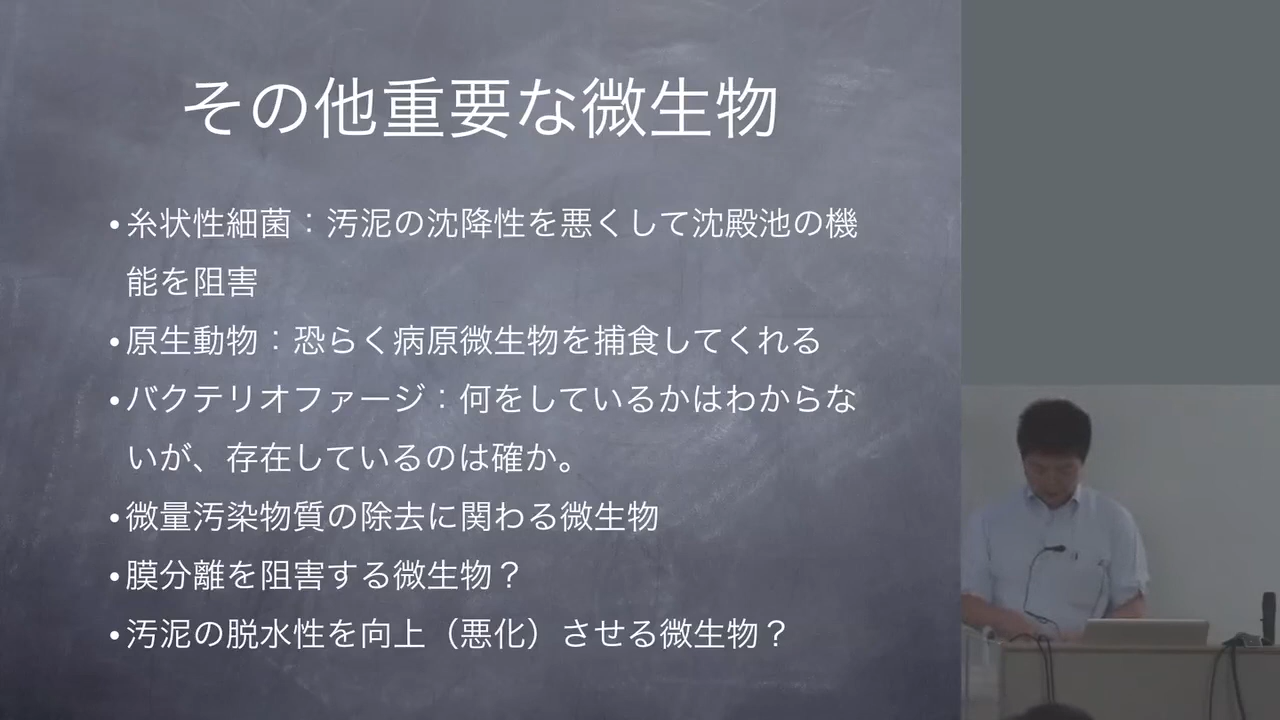 その他重要な微生物
•糸状性細菌：汚泥の沈降性を悪くして沈殿池の機
能を阻害
•原生動物：恐らく病原微生物を捕食してくれる
•バクテリオファージ：何をしているかはわからな
いが、存在しているのは確か。
•微量汚染物質の除去に関わる微生物
•膜分離を阻害する微生物？
•汚泥の脱水性を向上（悪化）させる微生物？